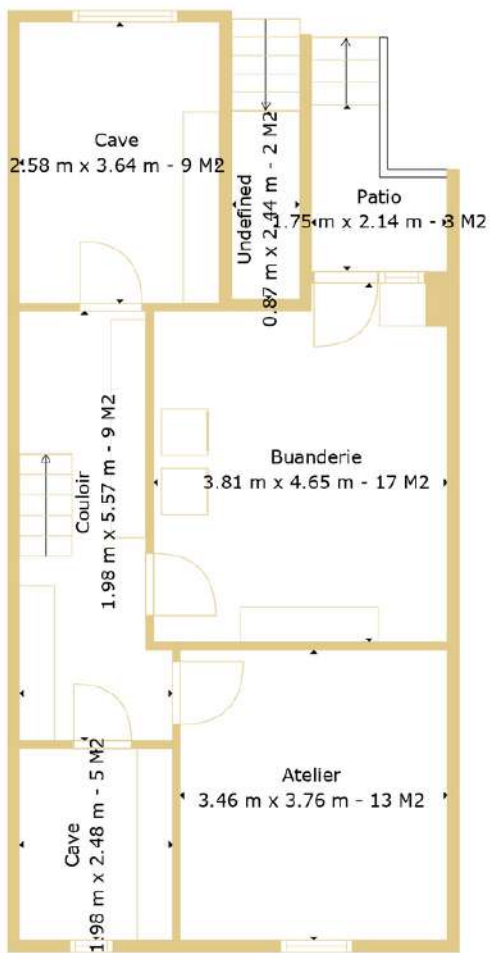 Cave
2.58 m x 3.64 m - 9 M2
Undefined
0.87 m x 2.44 m - 2 M2
Patio
1.75 m x 2.14 m - 3 M2
Couloir
1.98 m x 5.57 m - 9 M2
Buanderie
3.81 m x 4.65 m - 17 M2
Cave
1.98 m x 2.48 m - 5 M2
Atelier
3.46 m x 3.76 m - 13 M2